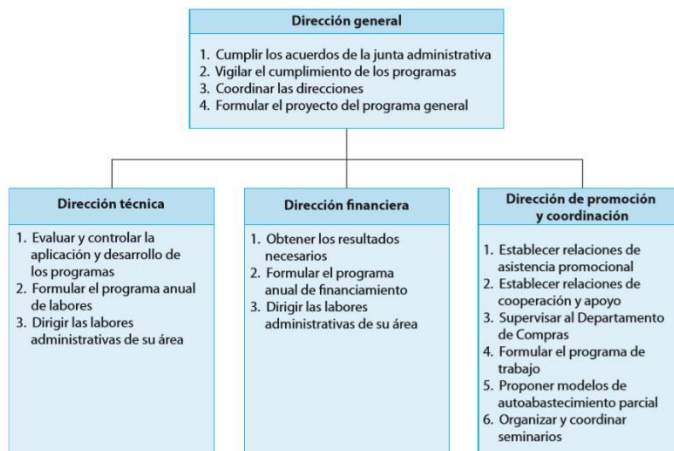 Dirección general
1. Cumplir los acuerdos de la junta administrativa
2. Vigilar el cumplimiento de los programas
3. Coordinar las direcciones
4. Formular el proyecto del programa general
Dirección técnica
1. Evaluar y controlar la
aplicación y desarrollo de
los programas
2. Formular el programa anual
de labores
3. Dirigir las labores
administrativas de su área
Dirección financiera
1. Obtener los resultados
necesarios
2. Formular el programa
anual de financiamiento
3. Dirigir las labores
administrativas de su área
Dirección de promoción
y coordinación
1. Establecer relaciones de
asistencia promocional
2. Establecer relaciones de
cooperación y apoyo
3. Supervisar al Departamento
de Compras
4. Formular el programa de
trabajo
5. Proponer modelos de
autoabastecimiento parcial
6. Organizar y coordinar
seminarios